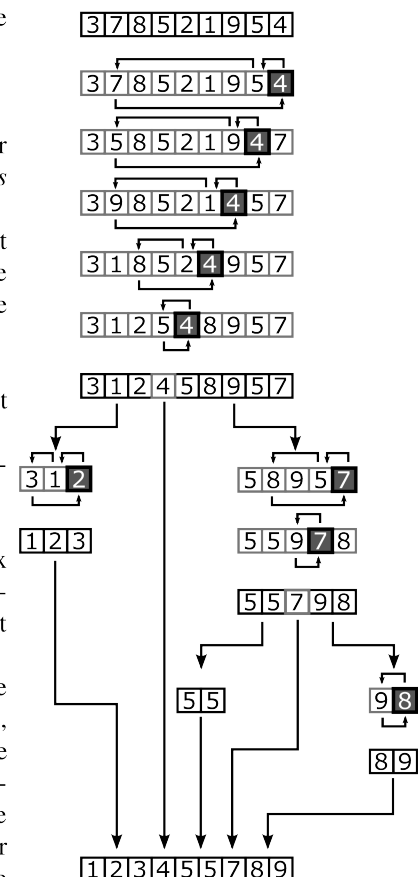 e
3 7 8 5 2 1 9 5 4
3 7 8 5 2 1 9 5 4
r
3 5 8 5 2 1 9 4 7
s
3 9 8 5 2 1 4 5 7
t
3 1 8 5 2 4 9 5 7
e
e
3 1 2 5 4 8 9 5 7
3 1 2 4 5 8 9 5 7
t
–
3 1 2
5 8 9 5 7
1 2 3
5 5 9 7 8
x
–
5 5 7 9 8
t
e
5 5
9 8
,
e
8 9
–
e
r
1 2 3 4 5 5 7 8 9